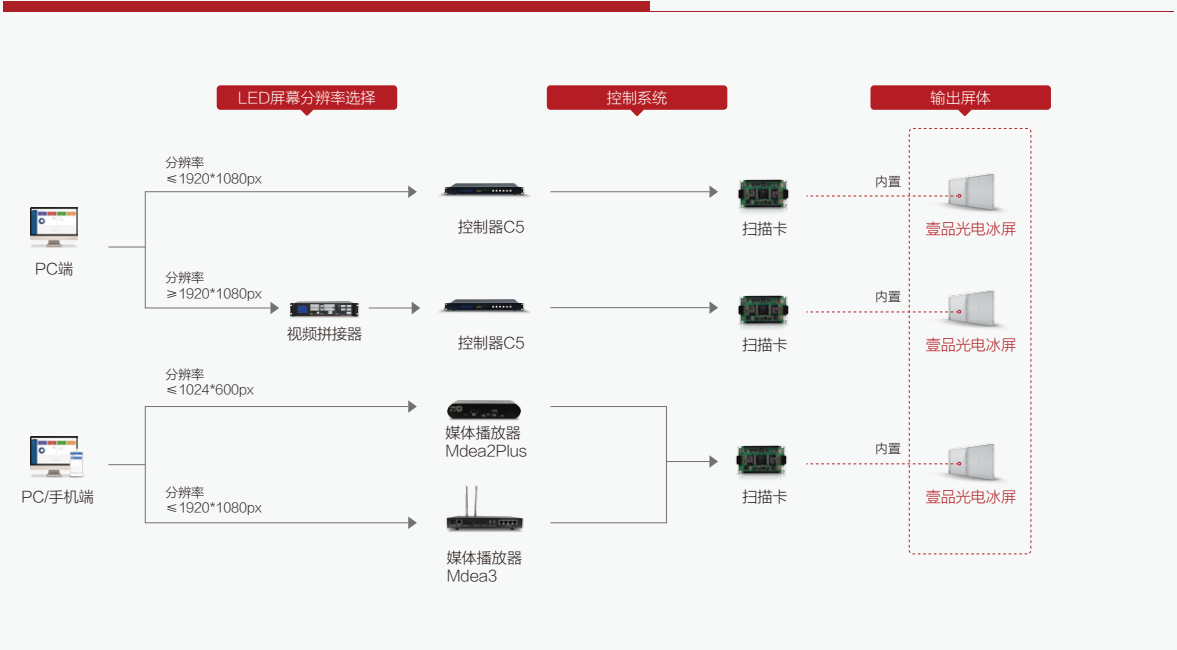 LED屏幕分辨率选择
控制系统
输出屏体
分辨率
≤1920*1080px
内置
控制器C5
扫描卡
壹品光电冰屏
PC端
分辨率
≥1920*1080px
内置
视频拼接器
控制器C5
扫描卡
壹品光电冰屏
分辨率
≤1024*600px
媒体播放器
Mdea2Plus
内置
PC/手机端
分辨率
≤1920*1080px
扫描卡
壹品光电冰屏
媒体播放器
Mdea3